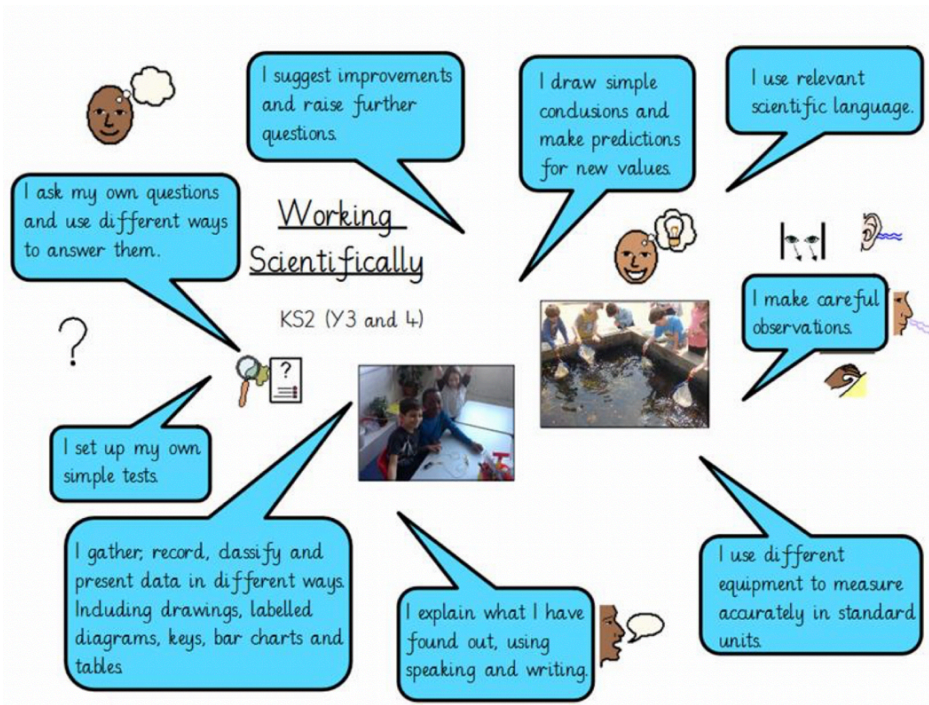 I suggest improvements
and raise further
questions.
I draw simple
conclusions and
make predictions
for new values.
I use relevant
scientific language.
I ask my own questions
and use different ways
to answer them.
Working
Scientifically
KS2 (Y3 and 4)
I make careful
observations.
?
?
I set up my own
simple tests.
I gather, record, classify and
present data in different ways.
Including drawings, labelled
diagrams, keys, bar charts and
tables.
I explain what I have
found out, using
speaking and writing.
I use different
equipment to measure
accurately in standard
units.